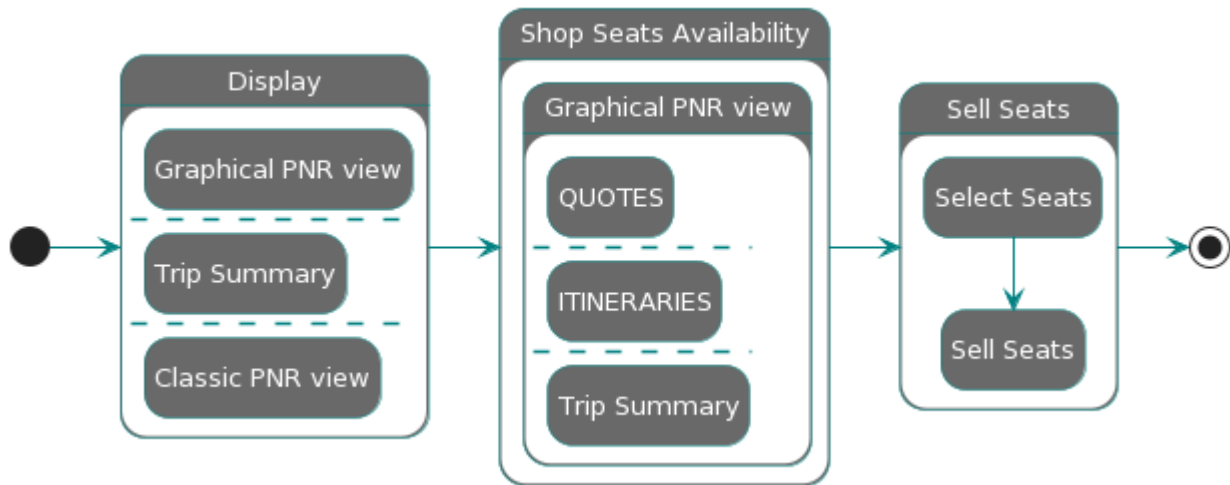 Display
Graphical PNR view
Trip Summary
Classic PNR view
Shop Seats Availability
Graphical PNR view
QUOTES
ITINERARIES
Trip Summary
Sell Seats
Select Seats
Sell Seats